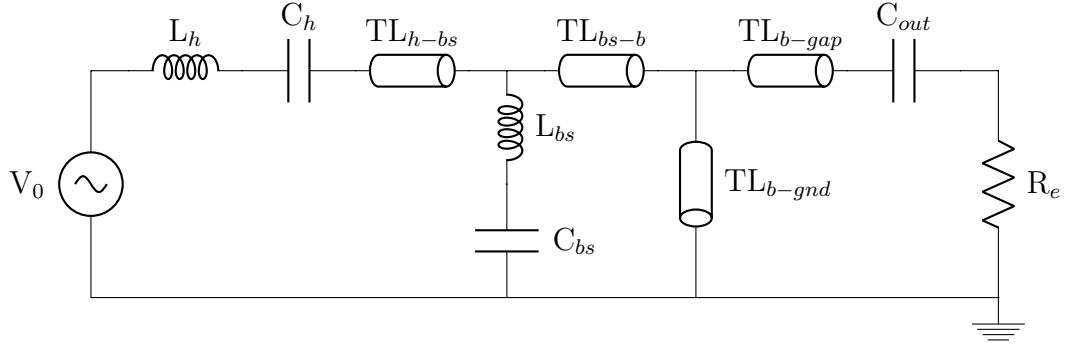 L_h
C_h
TL_{h-bs}
TL_{bs-b}
TL_{b-gap}
C_{out}
L_{bs}
V_0
TL_{b-gnd}
R_e
C_{bs}